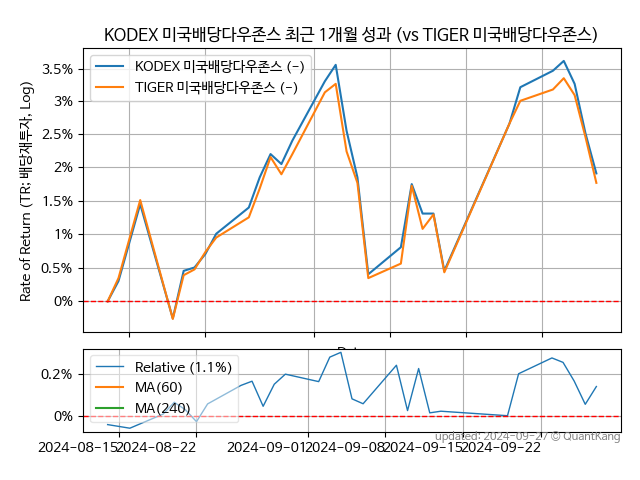 KODEX 미국배당다우존스 최근 1개월 성과 (vs TIGER 미국배당다우존스)
KODEX 미국배당다우존스 (-)
TIGER 미국배당다우존스 (-)
Rate of Return (TR: 배당재투자, Log)
3.5%
3%
2.5%
2%
1.5%
1%
0.5%
0%
Relative (1.1%)
MA(60)
MA(240)
0.2%
0%
2024-08-15
2024-08-22
2024-09-01
2024-09-08
2024-09-15
2024-09-22
updated: 2024-09-27 © QuantKang